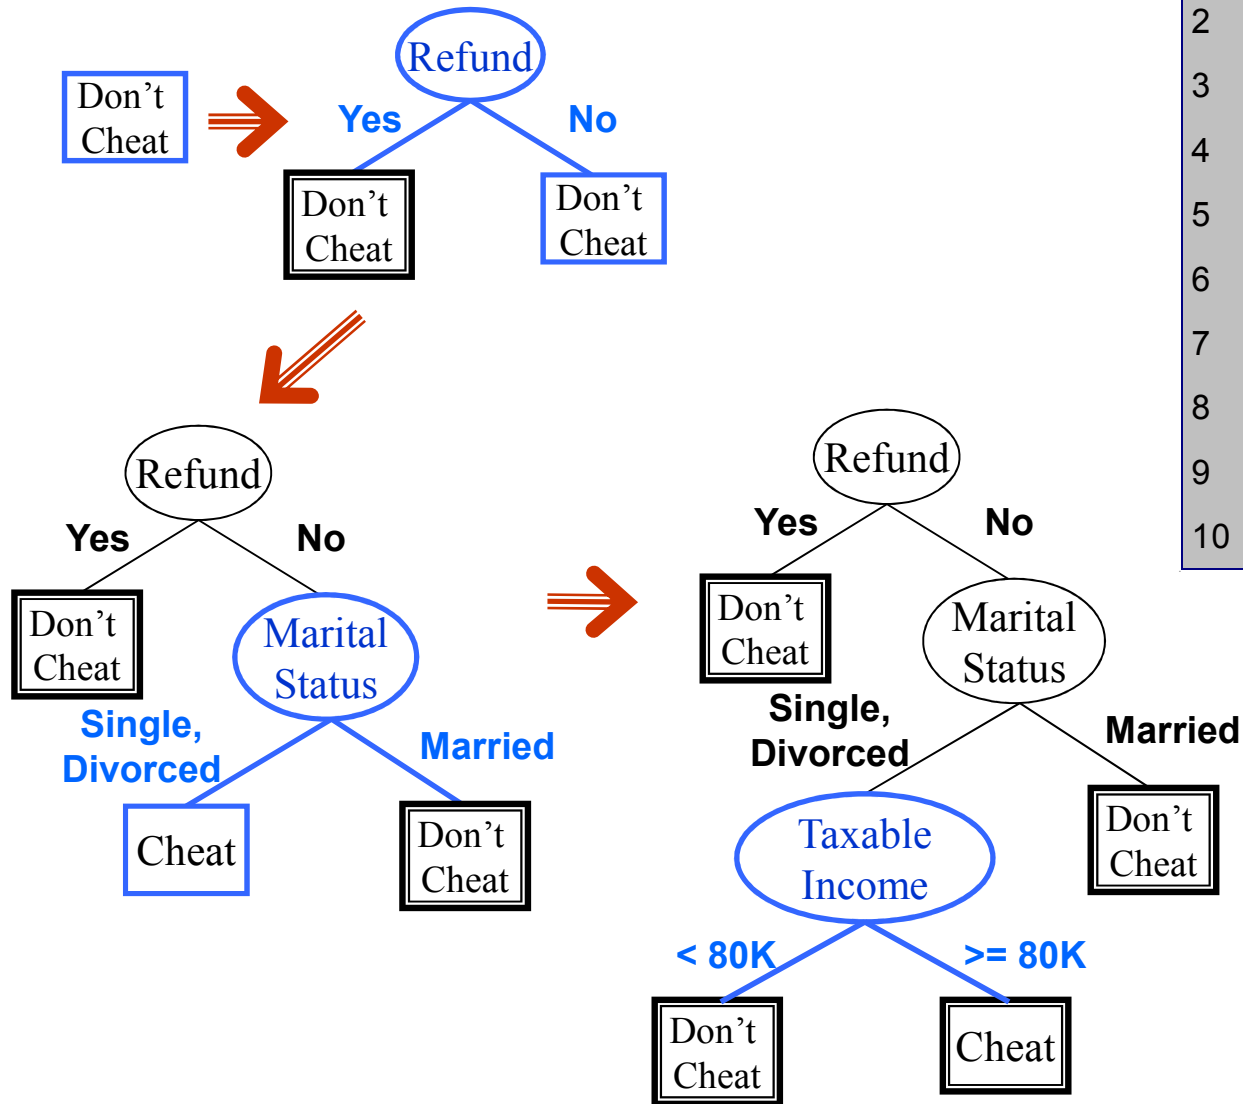 Don't
Cheat
Refund
Yes
No
Don't
Cheat
Don't
Cheat
Refund
Yes
No
Don't
Cheat
Marital
Status
Single,
Divorced
Married
Cheat
Don't
Cheat
Refund
Yes
No
Don't
Cheat
Marital
Status
Single,
Divorced
Married
Taxable
Income
Don't
Cheat
< 80K
>= 80K
Don't
Cheat
Cheat
2
3
4
5
6
7
8
9
10